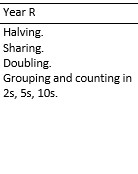 Year R
Halving.
Sharing.
Doubling.
Grouping and counting in
2s, 5s, 10s.